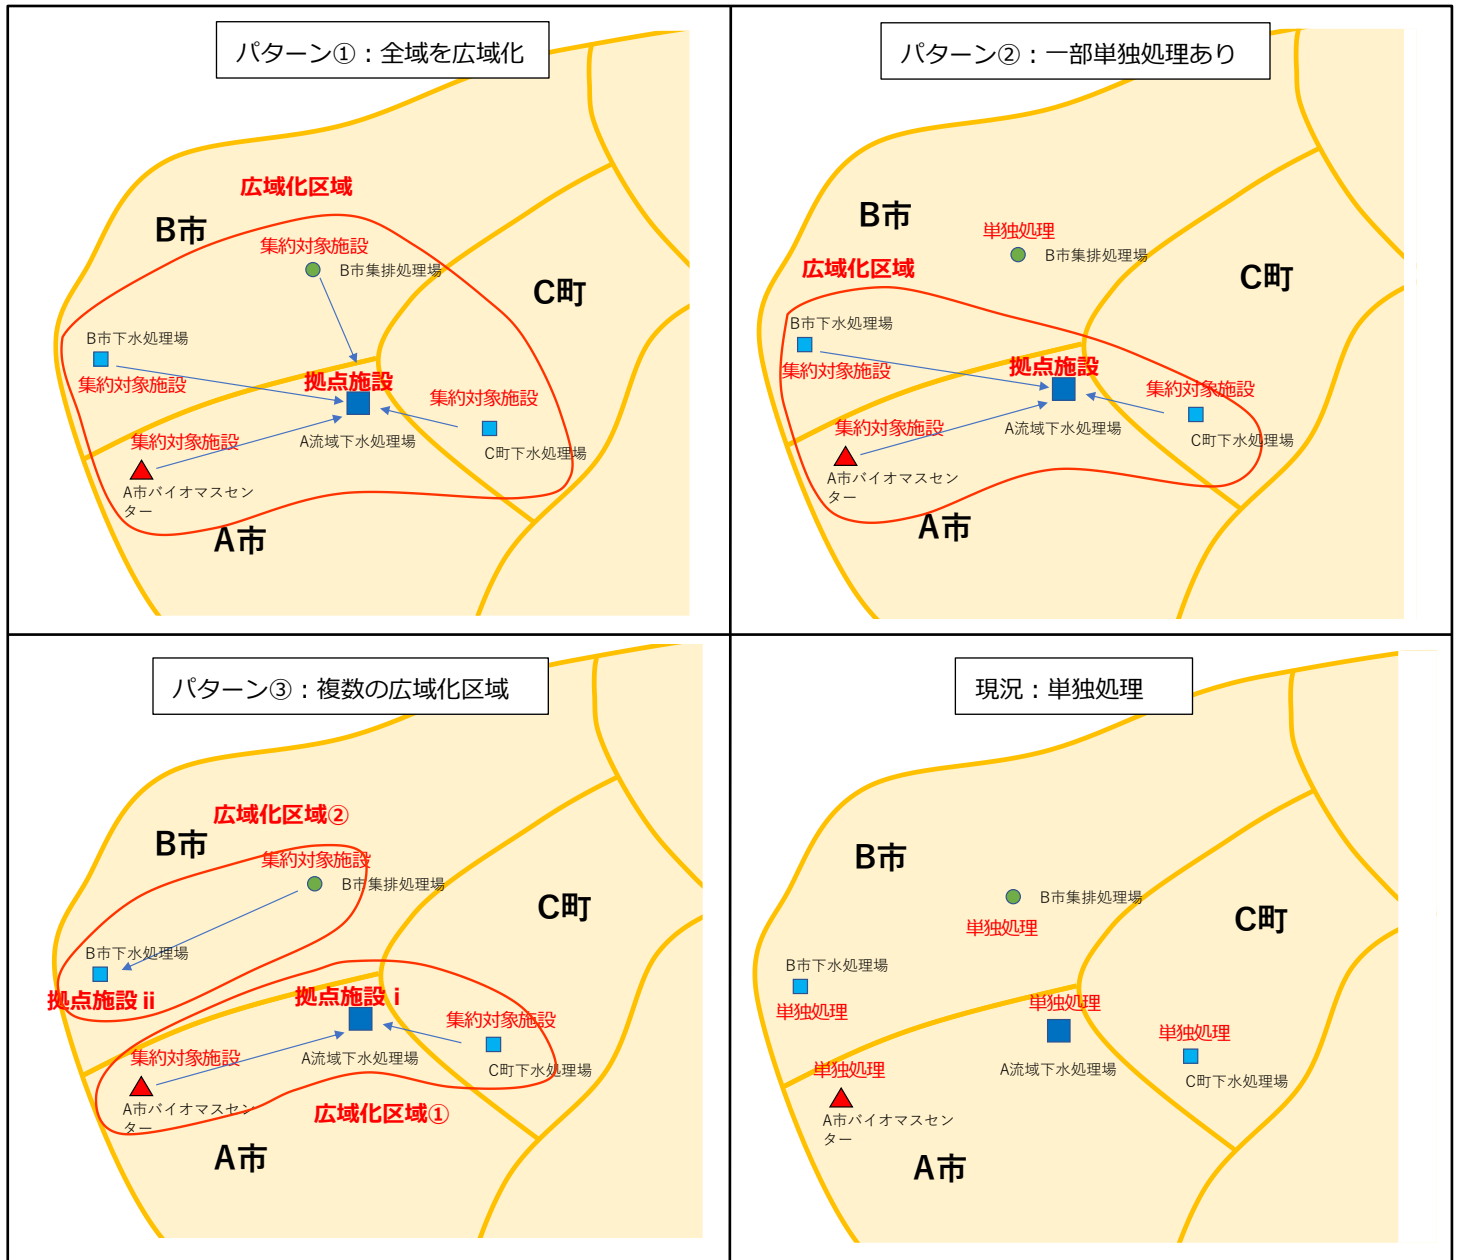 パターン①：全域を広域化
広域化区域
B市
集約対象施設
B市集排処理場
C町
B市下水処理場
集約対象施設
拠点施設
集約対象施設
集約対象施設
A流域下水処理場
C町下水処理場
A市バイオマスセン
ター
A市
パターン②：一部単独処理あり
B市
単独処理
B市集排処理場
広域化区域
C町
B市下水処理場
集約対象施設
拠点施設
集約対象施設
集約対象施設
A流域下水処理場
C町下水処理場
A市バイオマスセン
ター
A市
パターン③：複数の広域化区域
広域化区域②
B市
集約対象施設
B市集排処理場
C町
B市下水処理場
拠点施設 ii
拠点施設 i
集約対象施設
集約対象施設
A流域下水処理場
C町下水処理場
A市バイオマスセン
ター
広域化区域①
A市
現況：単独処理
B市
B市集排処理場
単独処理
C町
B市下水処理場
単独処理
単独処理
単独処理
A流域下水処理場
単独処理
C町下水処理場
A市バイオマスセン
ター
A市